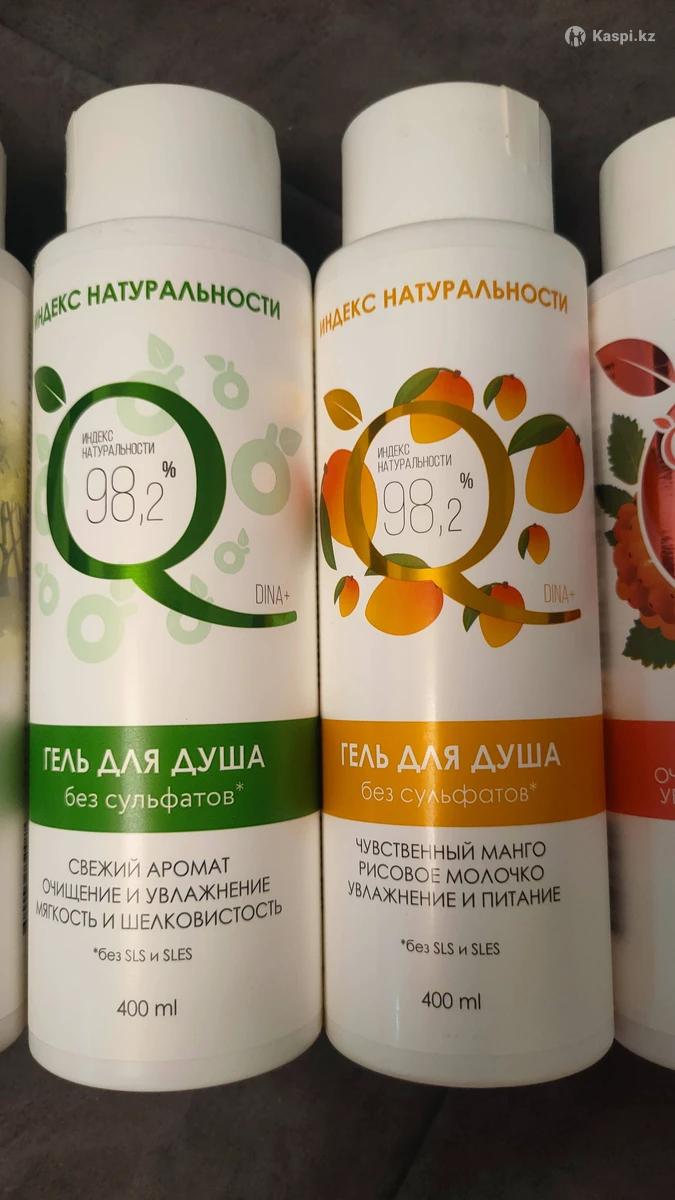 Kaspi.kz
ИНДЕКС НАТУРАЛЬНОСТИ
ИНДЕКС
НАТУРАЛЬНОСТИ
98,2%
DINA+
ГЕЛЬ ДЛЯ ДУША
без сульфатов*
СВЕЖИЙ АРОМАТ
ОЧИЩЕНИЕ И УВЛАЖНЕНИЕ
МЯГКОСТЬ И ШЕЛКОВИСТОСТЬ
*без SLS и SLES
400 ml
ИНДЕКС НАТУРАЛЬНОСТИ
ИНДЕКС
НАТУРАЛЬНОСТИ
98,2%
DINA+
ГЕЛЬ ДЛЯ ДУША
без сульфатов*
ЧУВСТВЕННЫЙ МАНГО
РИСОВОЕ МОЛОЧКО
УВЛАЖНЕНИЕ И ПИТАНИЕ
*без SLS и SLES
400 ml